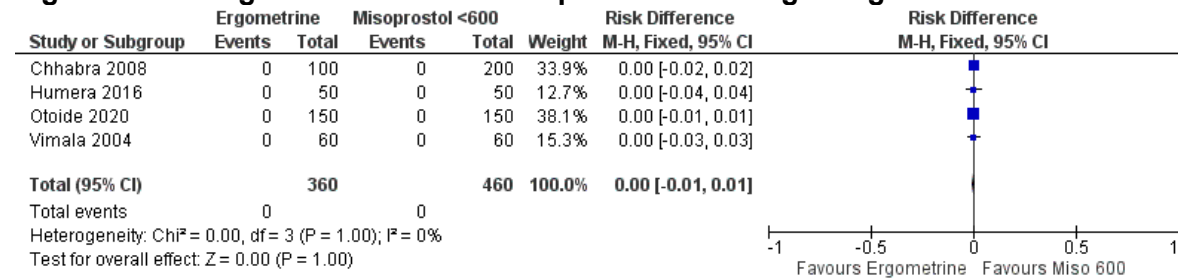 Ergometrine Misoprostol <600 Risk Difference Risk Difference
Study or Subgroup Events Total Events Total Weight M-H, Fixed, 95% CI M-H, Fixed, 95% CI
Chhabra 2008 0 100 0 200 33.9% 0.00 [-0.02, 0.02]
Humera 2016 0 50 0 50 12.7% 0.00 [-0.04, 0.04]
Otoide 2020 0 150 0 150 38.1% 0.00 [-0.01, 0.01]
Vimala 2004 0 60 0 60 15.3% 0.00 [-0.03, 0.03]
Total (95% CI) 360 460 100.0% 0.00 [-0.01, 0.01]
Total events 0 0
Heterogeneity: Chi² = 0.00, df = 3 (P = 1.00); I² = 0%
Test for overall effect: Z = 0.00 (P = 1.00)
-1 -0.5 0 0.5 1
Favours Ergometrine Favours Miso 600